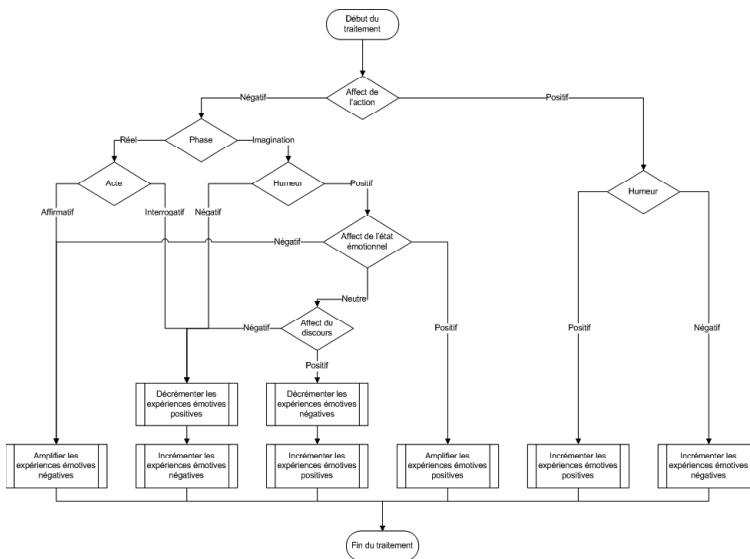 Début du
traitement
Affect de
l'action
Négatif
Positif
Phase
Réel
Imagination
Acte
Humeur
Humeur
Affirmatif
Interrogatif
Négatif
Positif
Affect de l'état
émotionnel
Négatif
Neutre
Positif
Affect du
discours
Négatif
Positif
Positif
Négatif
Décrémenter les
expériences émotives
positives
Décrémenter les
expériences émotives
négatives
Amplifier les
expériences émotives
négatives
Incrémenter les
expériences émotives
négatives
Incrémenter les
expériences émotives
positives
Amplifier les
expériences émotives
positives
Incrémenter les
expériences émotives
positives
Incrémenter les
expériences émotives
négatives
Fin du traitement